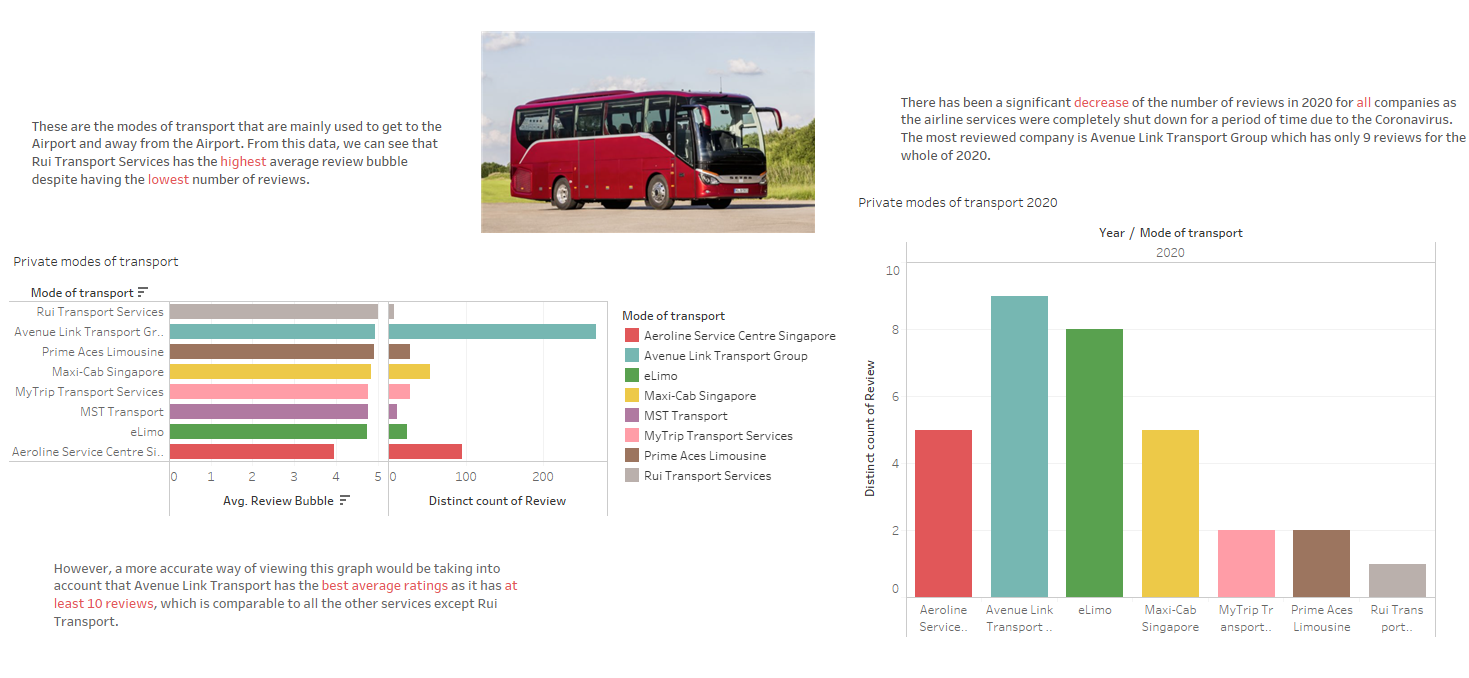 These are the modes of transport that are mainly used to get to the
Airport and away from the Airport. From this data, we can see that
Rui Transport Services has the highest average review bubble
despite having the lowest number of reviews.
There has been a significant decrease of the number of reviews in 2020 for all companies as
the airline services were completely shut down for a period of time due to the Coronavirus.
The most reviewed company is Avenue Link Transport Group which has only 9 reviews for the
whole of 2020.
Private modes of transport
Mode of transport
Rui Transport Services
Avenue Link Transport Gr..
Prime Aces Limousine
Maxi-Cab Singapore
MyTrip Transport Services
MST Transport
eLimo
Aeroline Service Centre Si..
0 1 2 3 4 5 0 100 200
Avg. Review Bubble Distinct count of Review
Mode of transport
Aeroline Service Centre Singapore
Avenue Link Transport Group
eLimo
Maxi-Cab Singapore
MST Transport
MyTrip Transport Services
Prime Aces Limousine
Rui Transport Services
However, a more accurate way of viewing this graph would be taking into
account that Avenue Link Transport has the best average ratings as it has at
least 10 reviews, which is comparable to all the other services except Rui
Transport.
Private modes of transport 2020
Year / Mode of transport
2020
Distinct count of Review
10
8
6
4
2
0
Aeroline Avenue Link eLimo Maxi-Cab MyTrip Tr Prime Aces Rui Trans
Service.. Transport .. Singapore ansport.. Limousine port..